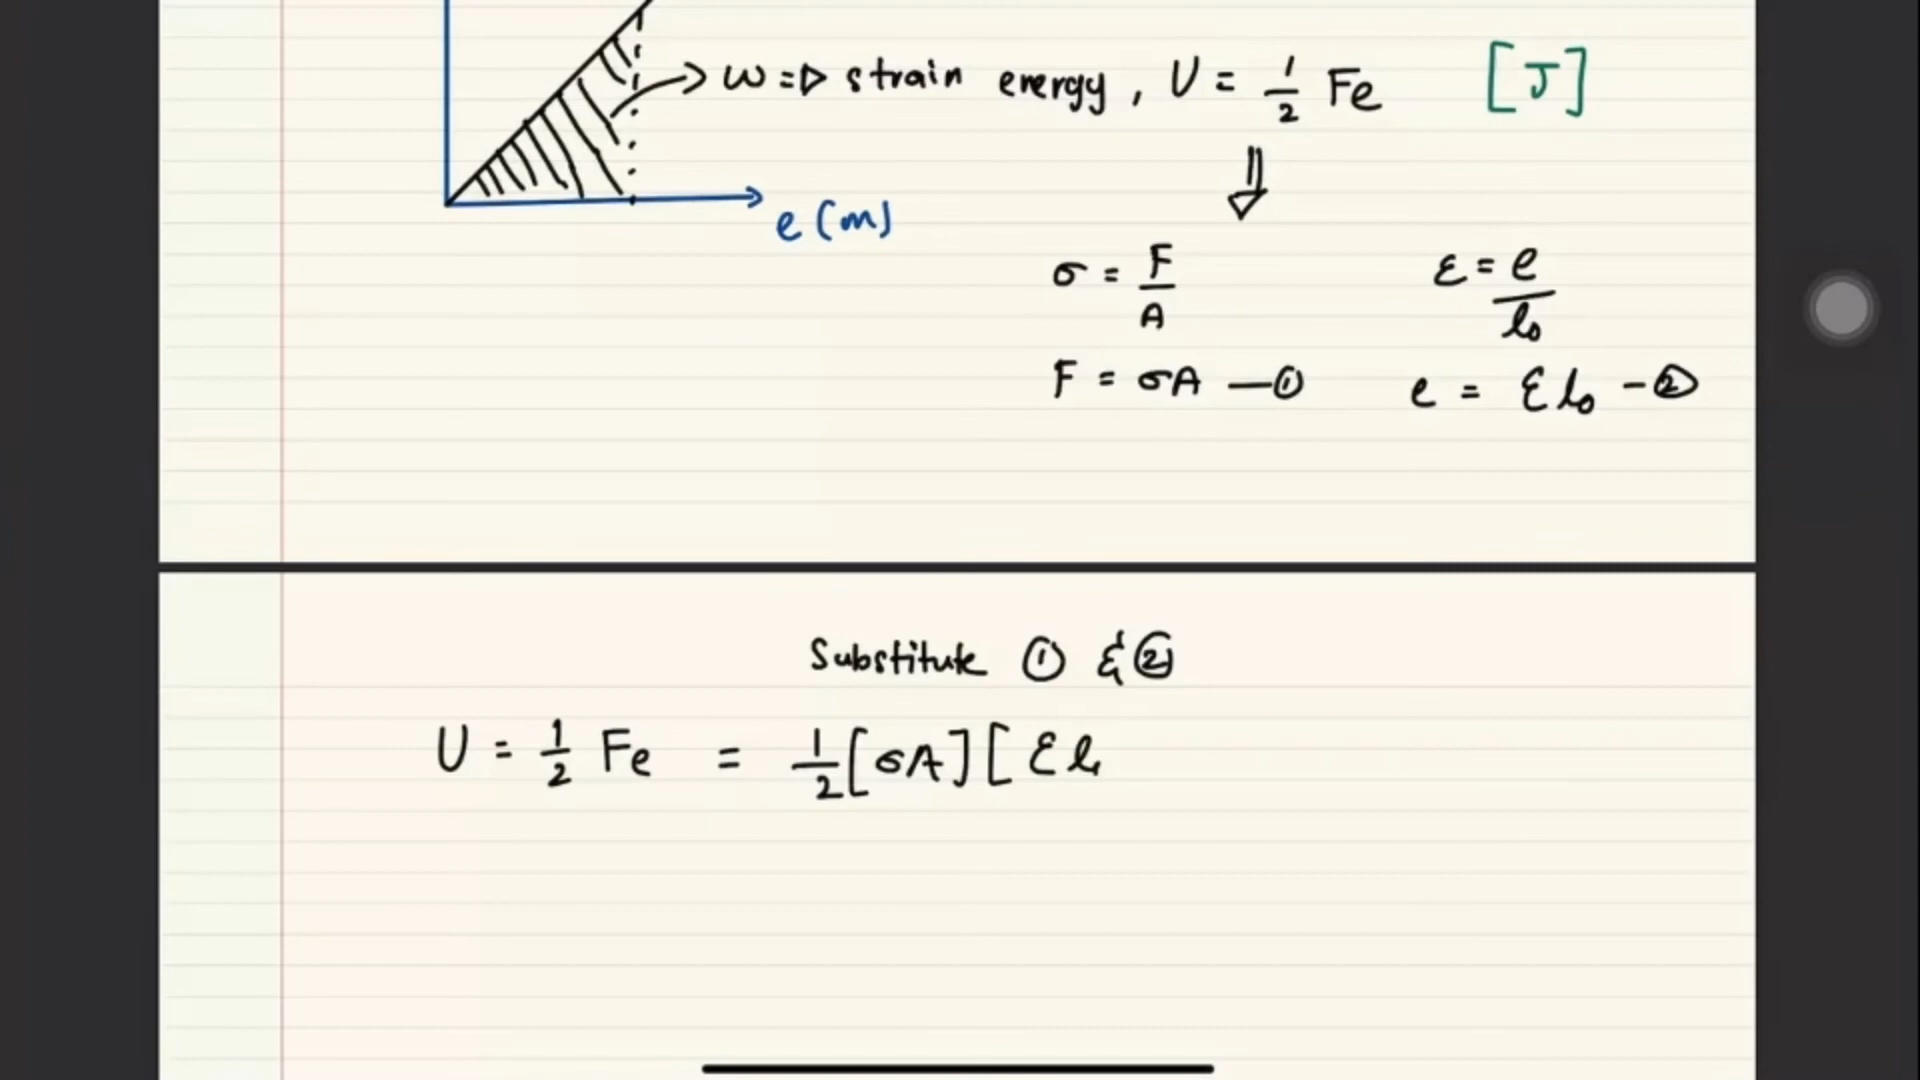 ω => strain energy, U = 1/2 Fe [J]
e (m)
σ = F/A ε = e/l₀
F = σA —① e = εl₀ -②
Substitute ① & ②
U = 1/2 Fe = 1/2 [σA] [εl